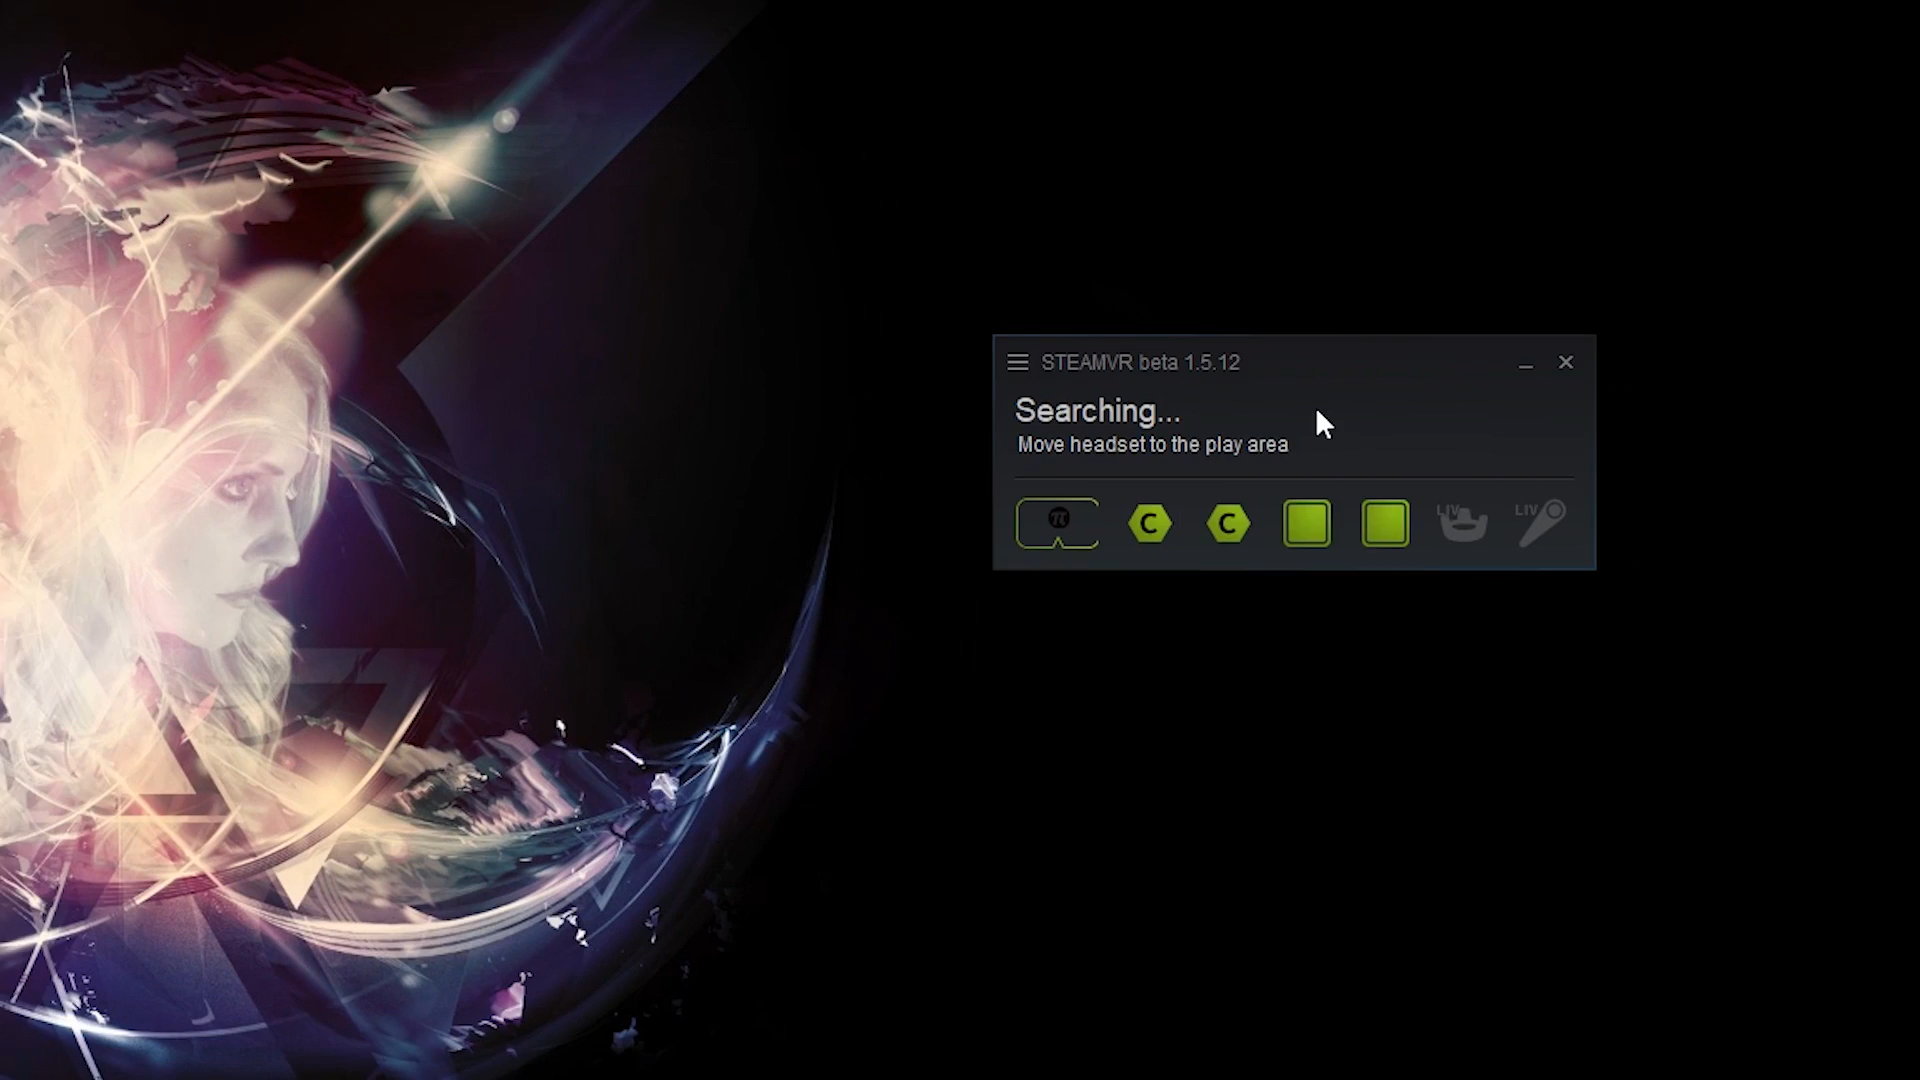 STEAMVR beta 1.5.12
Searching...
Move headset to the play area
π C C LIV LIV